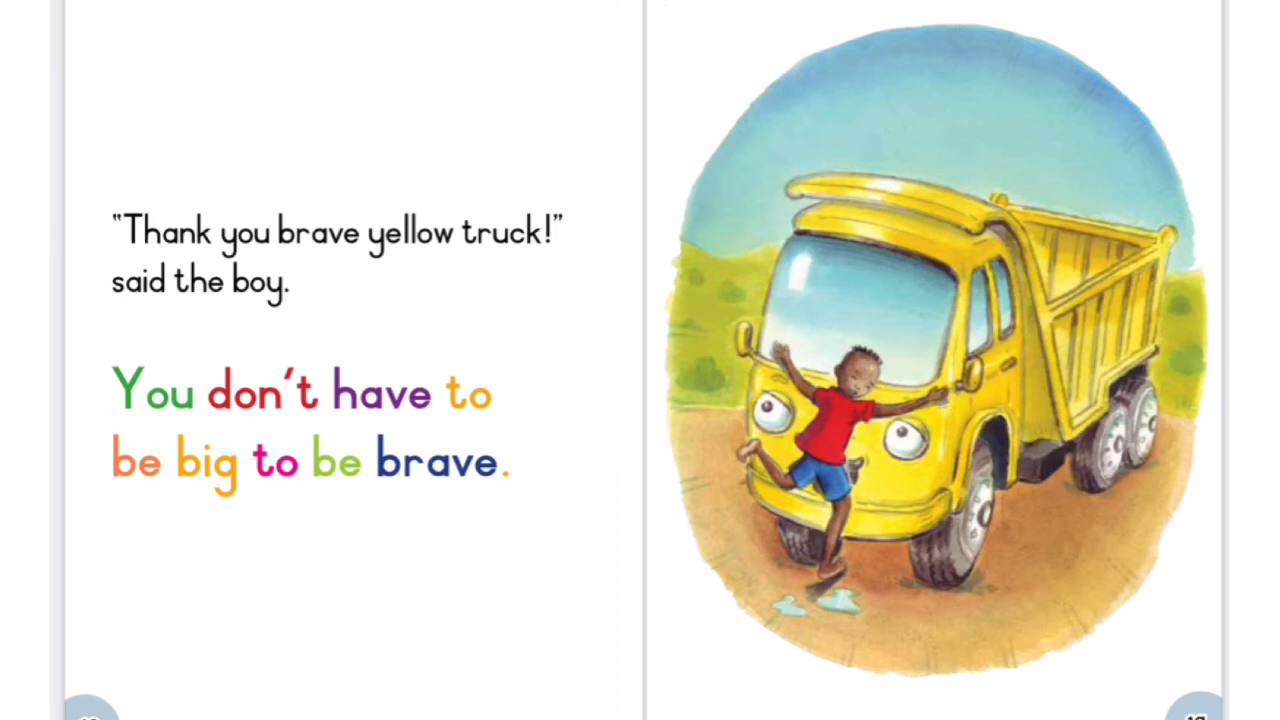 “Thank you brave yellow truck!”
said the boy.
You don’t have to
be big to be brave.